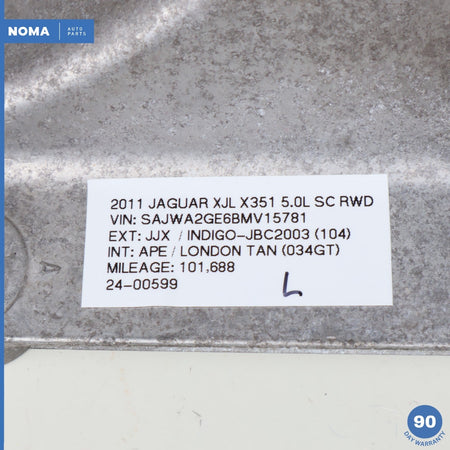 NOMA AUTO PARTS
2011 JAGUAR XJL X351 5.0L SC RWD
VIN: SAJWA2GE6BMV15781
EXT: JJX / INDIGO-JBC2003 (104)
INT: APE / LONDON TAN (034GT)
MILEAGE: 101,688
24-00599
L
90
DAY WARRANTY